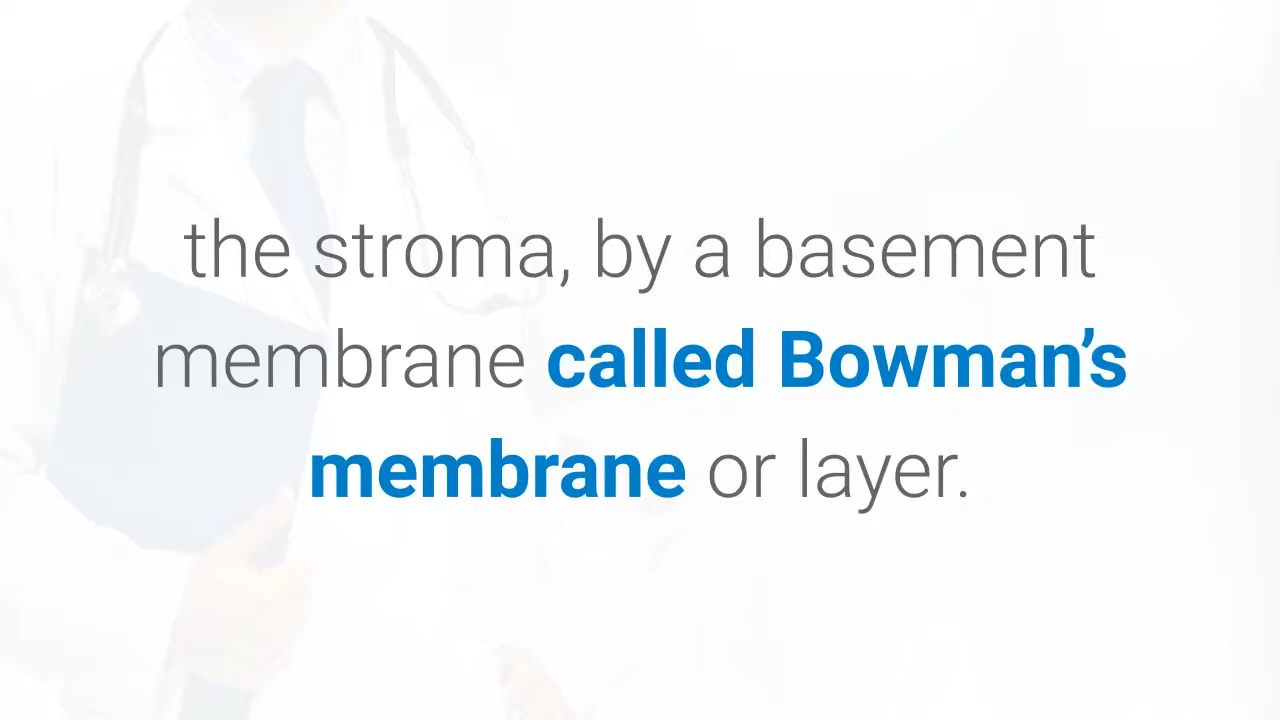 the stroma, by a basement
membrane called Bowman’s
membrane or layer.